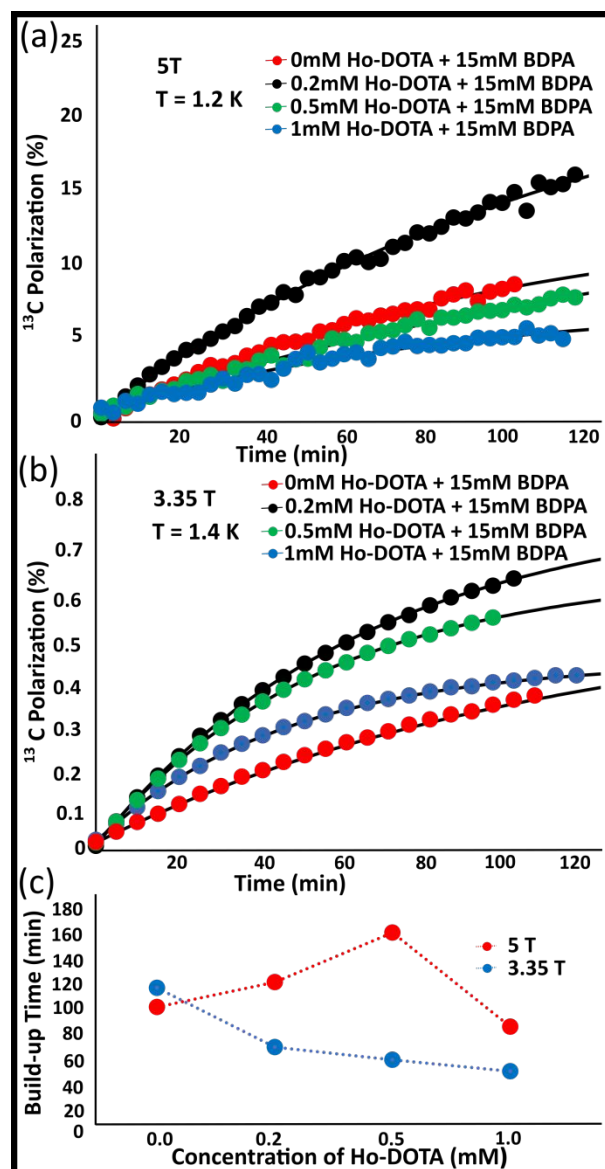 (a)
25
20
15
10
5
0
¹³C Polarization (%)
5T
T = 1.2 K
0mM Ho-DOTA + 15mM BDPA
0.2mM Ho-DOTA + 15mM BDPA
0.5mM Ho-DOTA + 15mM BDPA
1mM Ho-DOTA + 15mM BDPA
20 40 60 80 100 120
Time (min)
(b)
0.8
0.7
0.6
0.5
0.4
0.3
0.2
0.1
0
¹³ C Polarization (%)
3.35 T
T = 1.4 K
0mM Ho-DOTA + 15mM BDPA
0.2mM Ho-DOTA + 15mM BDPA
0.5mM Ho-DOTA + 15mM BDPA
1mM Ho-DOTA + 15mM BDPA
20 40 60 80 100 120
Time (min)
(c)
180
160
140
120
100
80
60
40
20
0
Build-up Time (min)
5 T
3.35 T
0.0 0.2 0.5 1.0
Concentration of Ho-DOTA (mM)